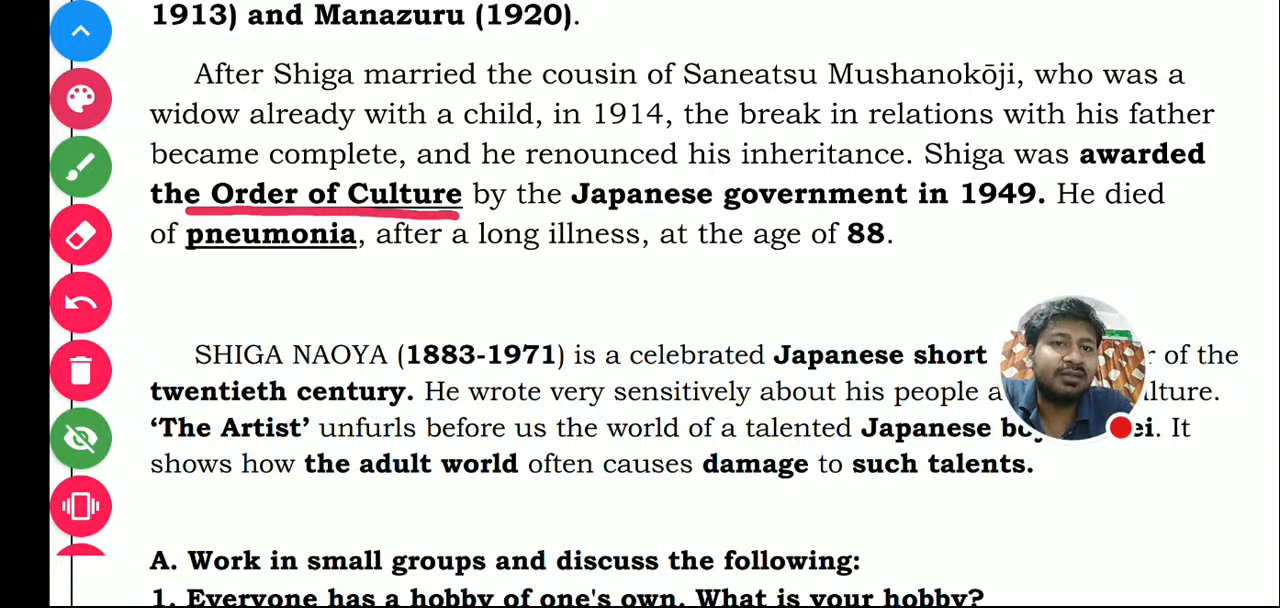 1913) and Manazuru (1920).
After Shiga married the cousin of Saneatsu Mushanokōji, who was a
widow already with a child, in 1914, the break in relations with his father
became complete, and he renounced his inheritance. Shiga was awarded
the Order of Culture by the Japanese government in 1949. He died
of pneumonia, after a long illness, at the age of 88.
SHIGA NAOYA (1883-1971) is a celebrated Japanese short of the
twentieth century. He wrote very sensitively about his people
'The Artist' unfurls before us the world of a talented Japanese It
shows how the adult world often causes damage to such talents.
A. Work in small groups and discuss the following:
1. Everyone has a hobby of one's own. What is your hobby?